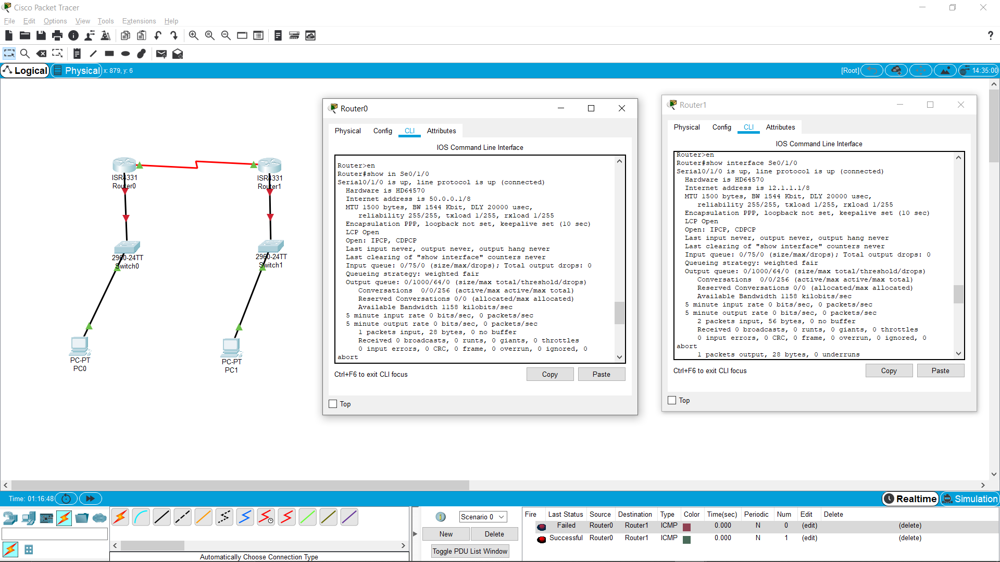 Cisco Packet Tracer
File Edit Options View Tools Extensions Help
?
Logical Physical x: 879, y: 6 [Root] 14:35:00
ISR4331
Router0
ISR4331
Router1
2960-24TT
Switch0
2960-24TT
Switch1
PC-PT
PC0
PC-PT
PC1
Router0
Physical Config CLI Attributes
IOS Command Line Interface
Router>en
Router#show in Se0/1/0
Serial0/1/0 is up, line protocol is up (connected)
Hardware is HD64570
Internet address is 50.0.0.1/8
MTU 1500 bytes, BW 1544 Kbit, DLY 20000 usec,
reliability 255/255, txload 1/255, rxload 1/255
Encapsulation PPP, loopback not set, keepalive set (10 sec)
LCP Open
Open: IPCP, CDPCP
Last input never, output never, output hang never
Last clearing of "show interface" counters never
Input queue: 0/75/0 (size/max/drops); Total output drops: 0
Queueing strategy: weighted fair
Output queue: 0/1000/64/0 (size/max total/threshold/drops)
Conversations 0/0/256 (active/max active/max total)
Reserved Conversations 0/0 (allocated/max allocated)
Available Bandwidth 1158 kilobits/sec
5 minute input rate 0 bits/sec, 0 packets/sec
5 minute output rate 0 bits/sec, 0 packets/sec
1 packets input, 28 bytes, 0 no buffer
Received 0 broadcasts, 0 runts, 0 giants, 0 throttles
0 input errors, 0 CRC, 0 frame, 0 overrun, 0 ignored, 0
abort
Ctrl+F6 to exit CLI focus Copy Paste
Top
Router1
Physical Config CLI Attributes
IOS Command Line Interface
Router>en
Router#show interface Se0/1/0
Serial0/1/0 is up, line protocol is up (connected)
Hardware is HD64570
Internet address is 12.1.1.1/8
MTU 1500 bytes, BW 1544 Kbit, DLY 20000 usec,
reliability 255/255, txload 1/255, rxload 1/255
Encapsulation PPP, loopback not set, keepalive set (10 sec)
LCP Open
Open: IPCP, CDPCP
Last input never, output never, output hang never
Last clearing of "show interface" counters never
Input queue: 0/75/0 (size/max/drops); Total output drops: 0
Queueing strategy: weighted fair
Output queue: 0/1000/64/0 (size/max total/threshold/drops)
Conversations 0/0/256 (active/max active/max total)
Reserved Conversations 0/0 (allocated/max allocated)
Available Bandwidth 1158 kilobits/sec
5 minute input rate 0 bits/sec, 0 packets/sec
5 minute output rate 0 bits/sec, 0 packets/sec
2 packets input, 56 bytes, 0 no buffer
Received 0 broadcasts, 0 runts, 0 giants, 0 throttles
0 input errors, 0 CRC, 0 frame, 0 overrun, 0 ignored, 0
abort
1 packets output, 28 bytes, 0 underruns
Ctrl+F6 to exit CLI focus Copy Paste
Top
Time: 01:16:48 Realtime Simulation
Automatically Choose Connection Type
Scenario 0
New Delete
Toggle PDU List Window
Fire Last Status Source Destination Type Color Time(sec) Periodic Num Edit Delete
Failed Router0 Router1 ICMP 0.000 N 0 (edit) (delete)
Successful Router0 Router1 ICMP 0.000 N 1 (edit) (delete)